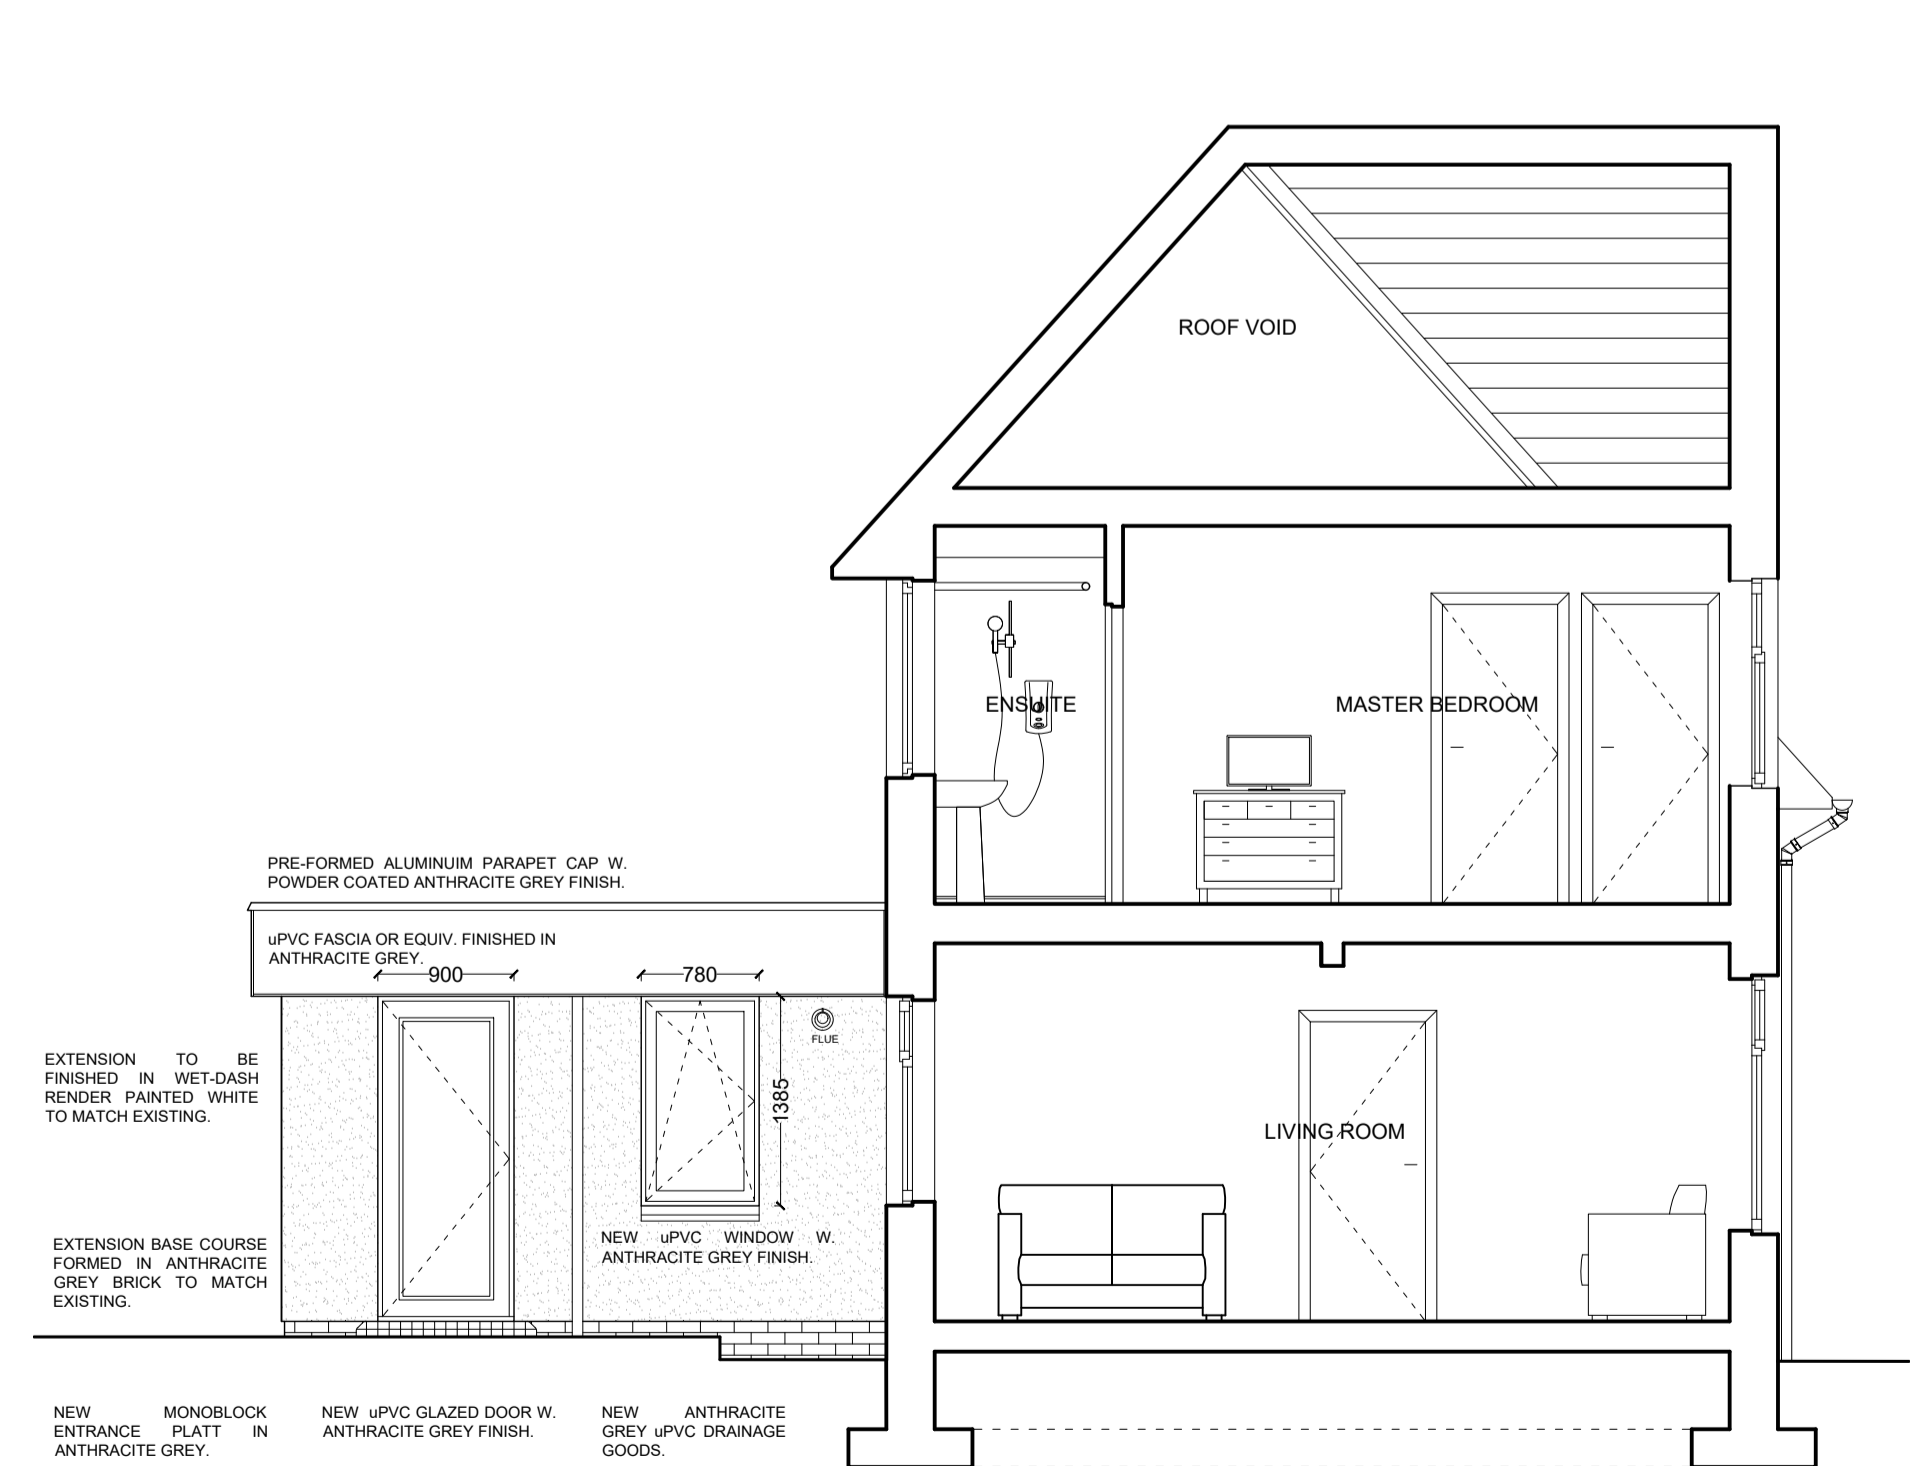 ROOF VOID
ENSUITE
MASTER BEDROOM
PRE-FORMED ALUMINUIM PARAPET CAP W.
POWDER COATED ANTHRACITE GREY FINISH.
uPVC FASCIA OR EQUIV. FINISHED IN
ANTHRACITE GREY.
900
780
FLUE
1385
EXTENSION TO BE
FINISHED IN WET-DASH
RENDER PAINTED WHITE
TO MATCH EXISTING.
LIVING ROOM
EXTENSION BASE COURSE
FORMED IN ANTHRACITE
GREY BRICK TO MATCH
EXISTING.
NEW uPVC WINDOW W.
ANTHRACITE GREY FINISH.
NEW MONOBLOCK
ENTRANCE PLATT IN
ANTHRACITE GREY.
NEW uPVC GLAZED DOOR W.
ANTHRACITE GREY FINISH.
NEW ANTHRACITE
GREY uPVC DRAINAGE
GOODS.